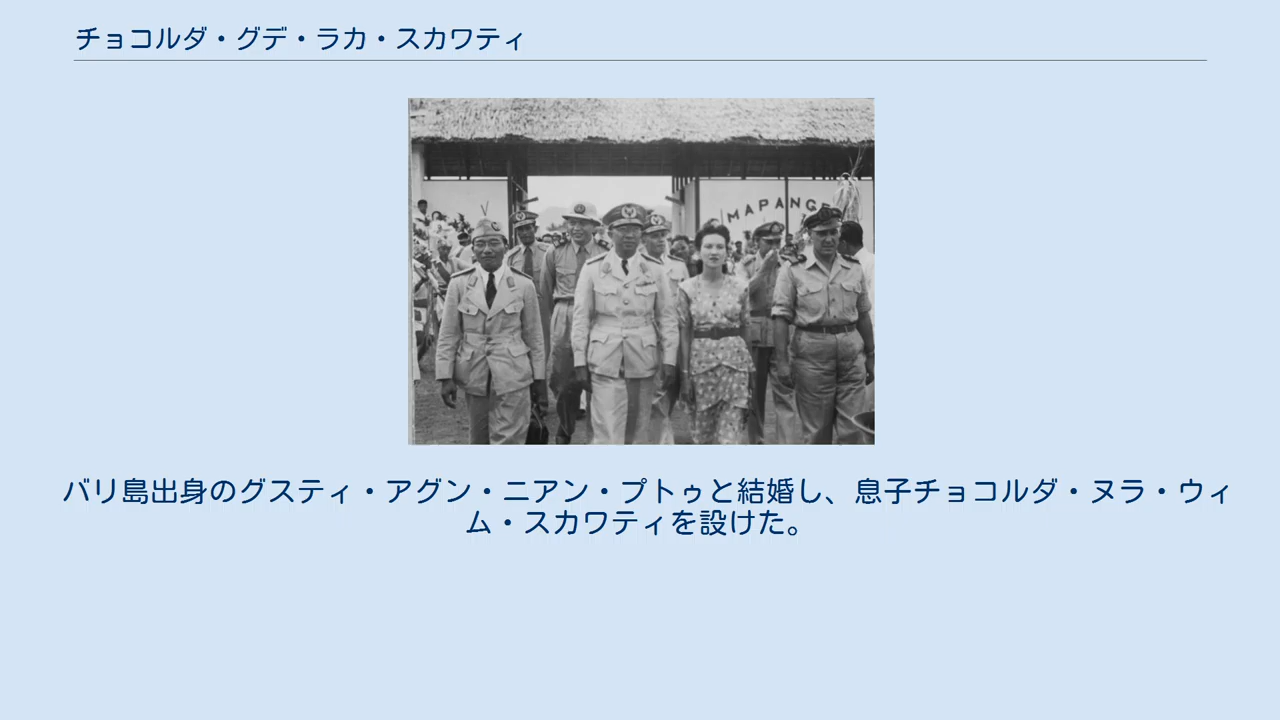 チョコルダ・グデ・ラカ・スカワティ
MAPANG
バリ島出身のグスティ・アグン・ニアン・プトゥと結婚し、息子チョコルダ・ヌラ・ウィ
ム・スカワティを設けた。